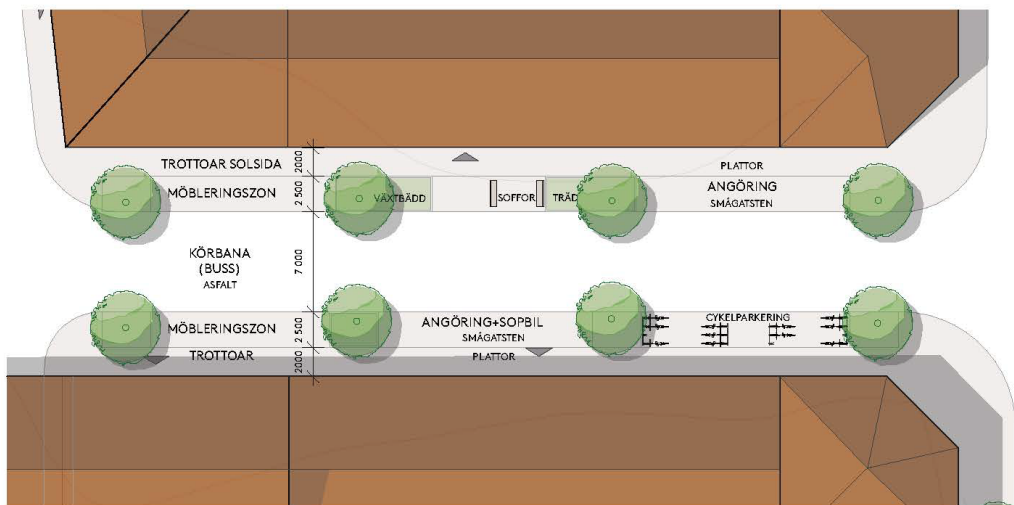 TROTTOAR SOLSIDA
2000
PLATTOR
MÖBLERINGSZON
2 500
VÄXTBÄDD
SOFFOR
TRÄD
ANGÖRING
SMÅGATSTEN
KÖRBANA
(BUSS)
ASFALT
7 000
MÖBLERINGSZON
2 500
ANGÖRING+SOPBIL
SMÅGATSTEN
CYKELPARKERING
TROTTOAR
2000
PLATTOR